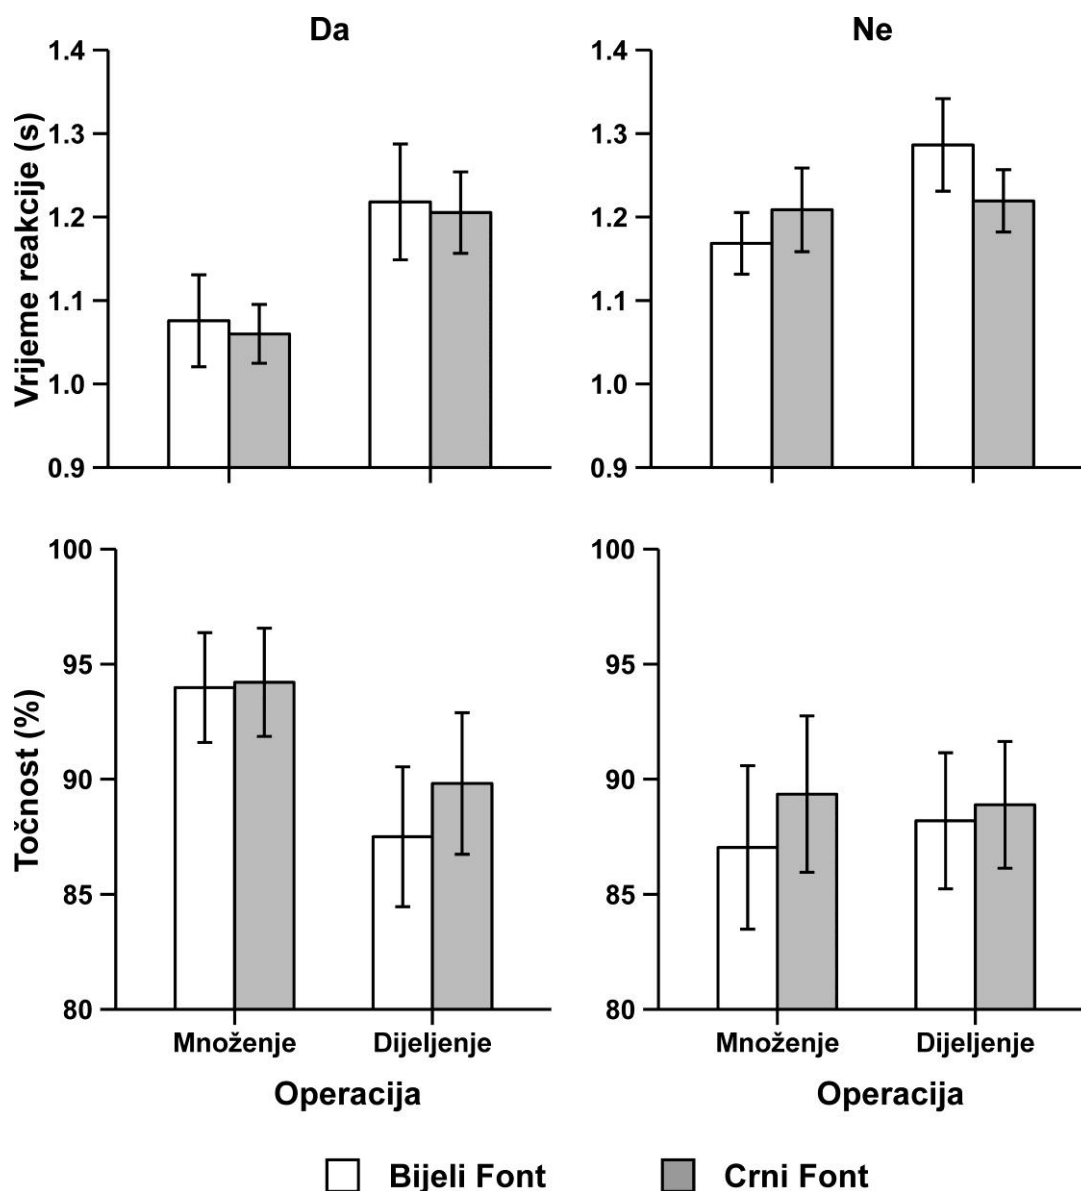 Da
Ne
Vrijeme reakcije (s)
1.4
1.3
1.2
1.1
1.0
0.9
1.4
1.3
1.2
1.1
1.0
0.9
Točnost (%)
100
95
90
85
80
100
95
90
85
80
Množenje
Dijeljenje
Množenje
Dijeljenje
Operacija
Operacija
Bijeli Font
Crni Font